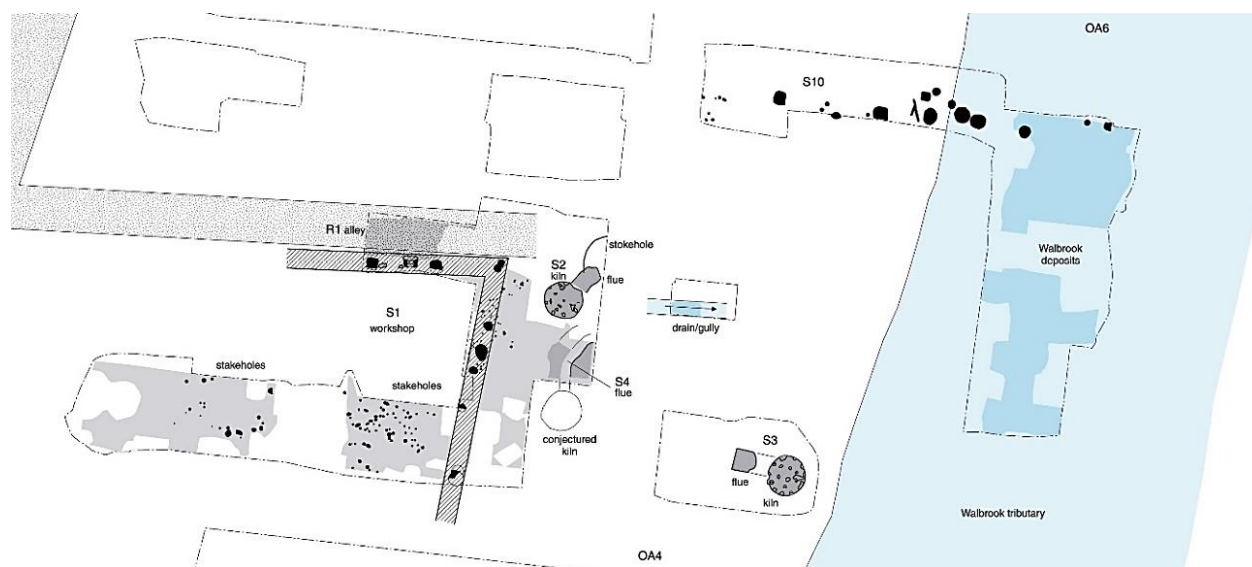 OA6
S10
R1 alley
stokehole
S2
kiln
flue
Walbrook
deposits
S1
workshop
drain/gully
stakeholes
stakeholes
S4
flue
conjectured
kiln
S3
flue
kiln
Walbrook tributary
OA4